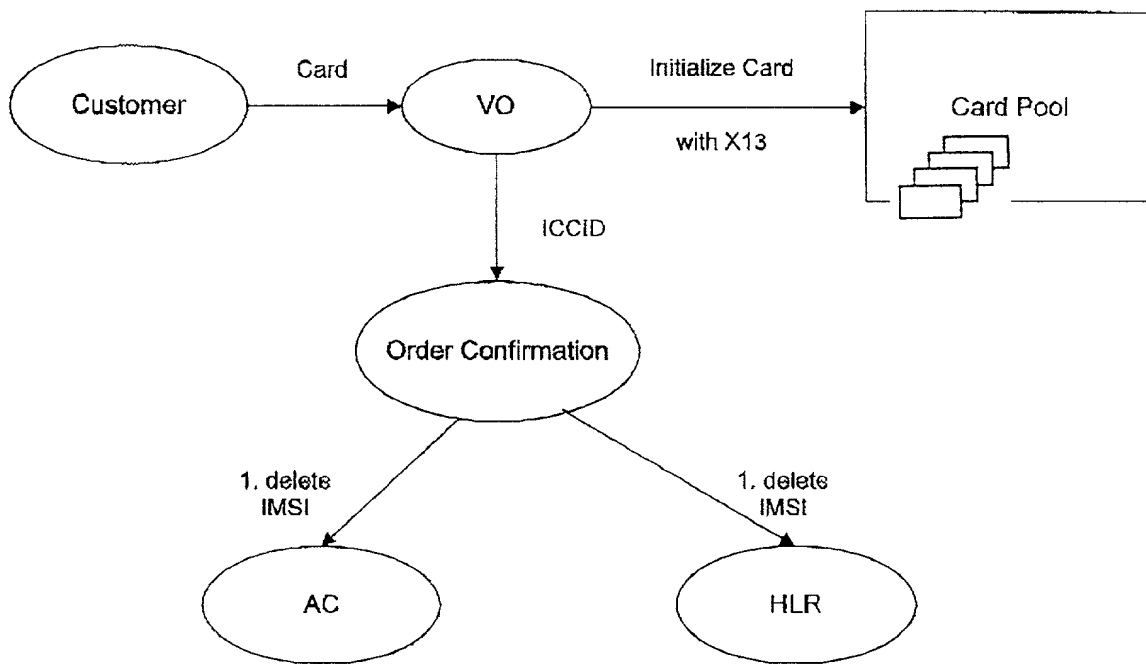 Card
Initialize Card
Customer
VO
Card Pool
with X13
ICCID
Order Confirmation
1. delete
IMSI
1. delete
IMSI
AC
HLR